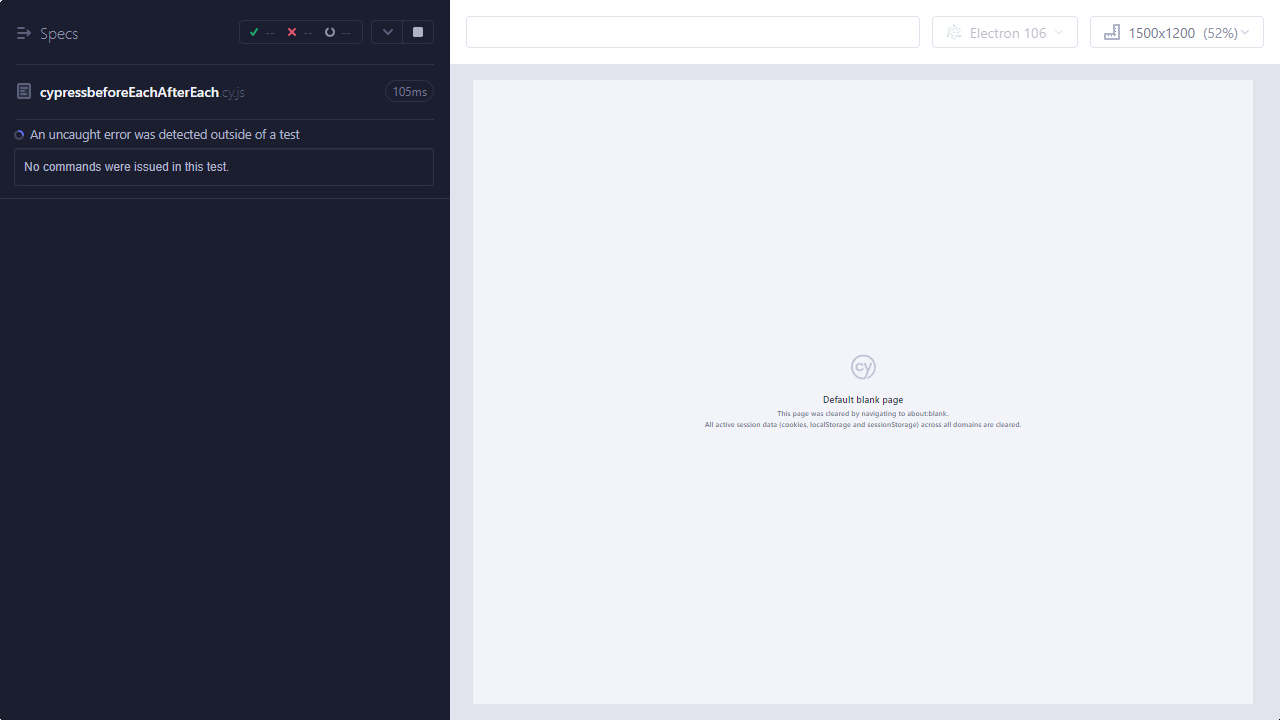 Specs
--
--
--
Electron 106
1500x1200 (52%)
cypressbeforeEachAfterEach.cy.js
105ms
An uncaught error was detected outside of a test
No commands were issued in this test.
cy
Default blank page
This page was cleared by navigating to about:blank.
All active session data (cookies, localStorage and sessionStorage) across all domains are cleared.